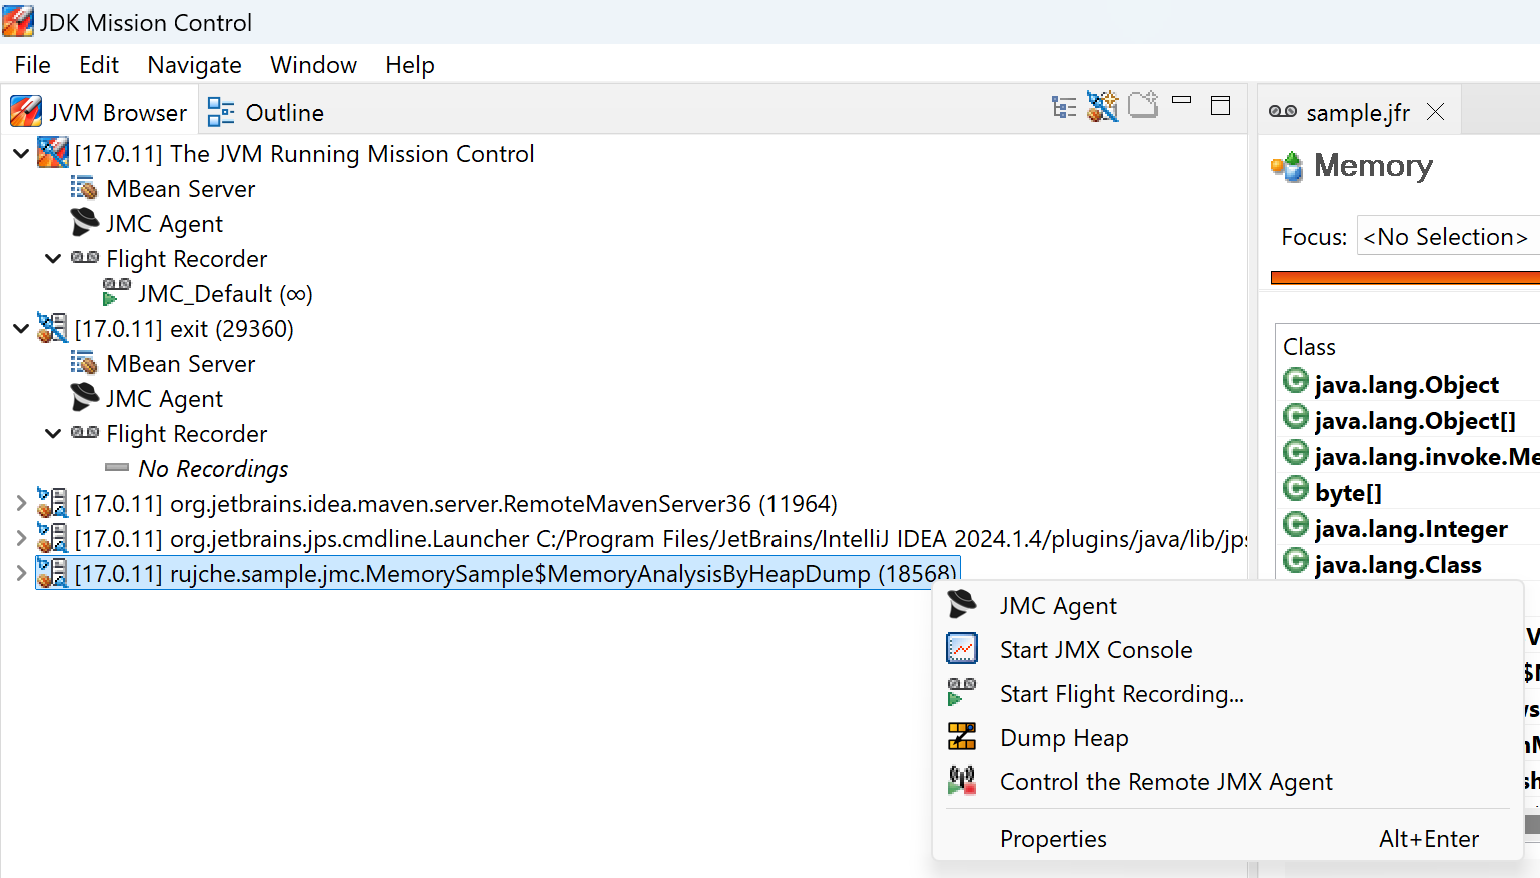 JDK Mission Control
File Edit Navigate Window Help
JVM Browser Outline
[17.0.11] The JVM Running Mission Control
MBean Server
JMC Agent
Flight Recorder
JMC_Default (∞)
[17.0.11] exit (29360)
MBean Server
JMC Agent
Flight Recorder
No Recordings
[17.0.11] org.jetbrains.idea.maven.server.RemoteMavenServer36 (11964)
[17.0.11] org.jetbrains.jps.cmdline.Launcher C:/Program Files/JetBrains/IntelliJ IDEA 2024.1.4/plugins/java/lib/jps
[17.0.11] rujche.sample.jmc.MemorySample$MemoryAnalysisByHeapDump (18568)
JMC Agent
Start JMX Console
Start Flight Recording...
Dump Heap
Control the Remote JMX Agent
Properties Alt+Enter
sample.jfr
Memory
Focus: <No Selection>
Class
java.lang.Object
java.lang.Object[]
java.lang.invoke.Me
byte[]
java.lang.Integer
java.lang.Class